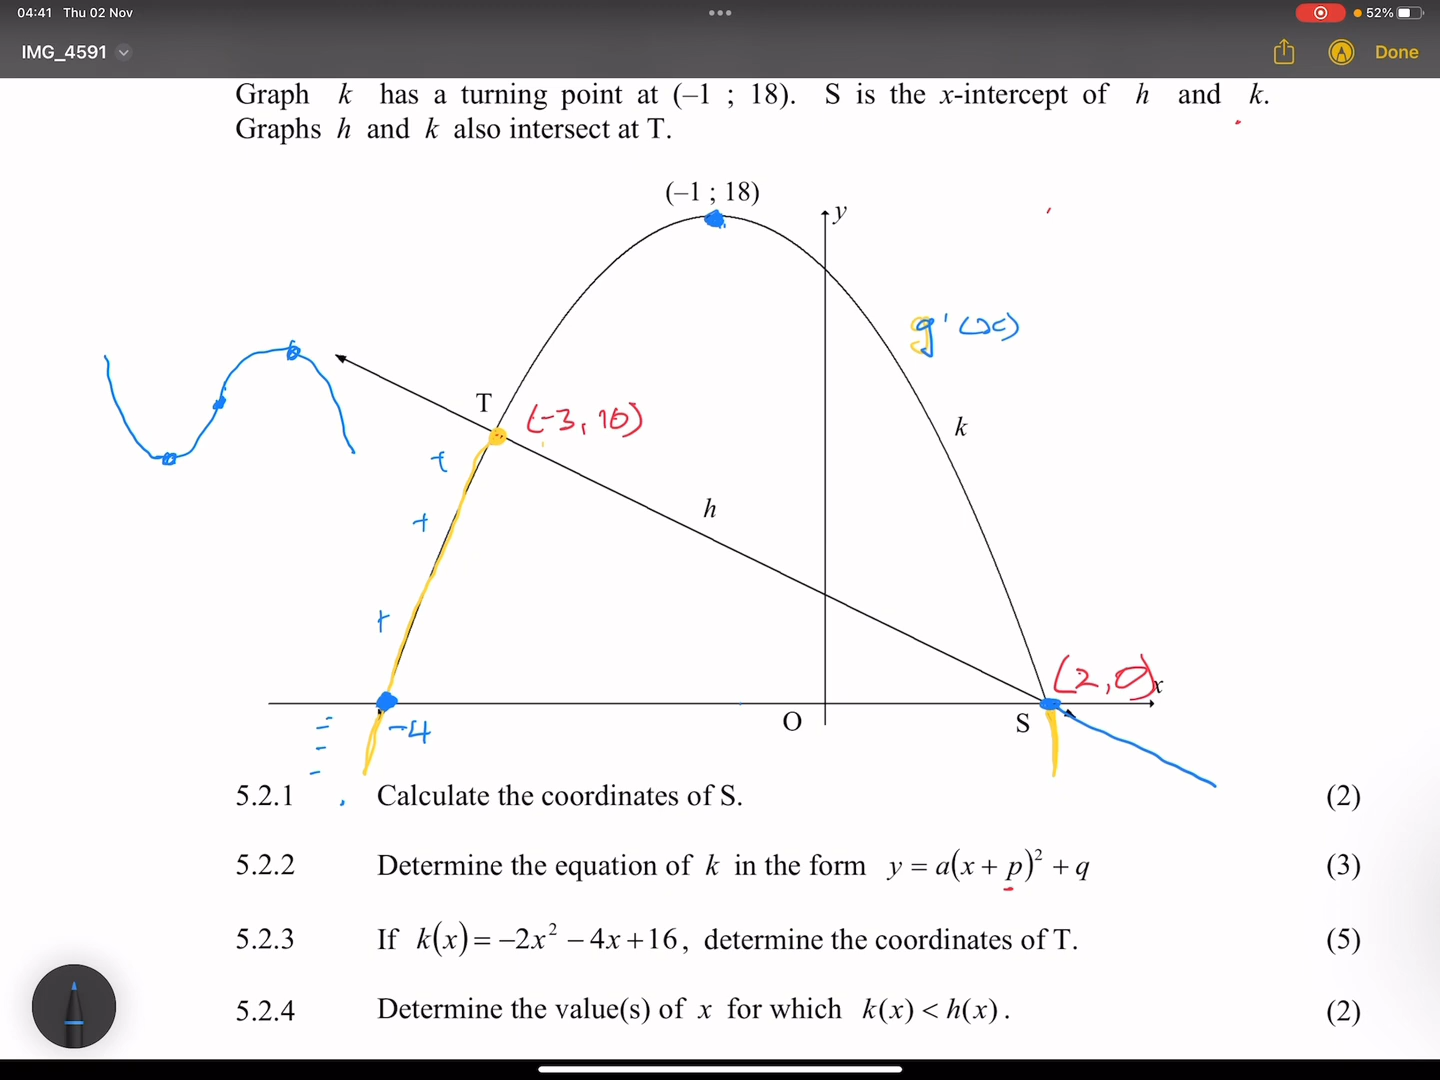 04:41 Thu 02 Nov
52%
IMG_4591
Done
Graph k has a turning point at (–1 ; 18). S is the x-intercept of h and k.
Graphs h and k also intersect at T.
(–1 ; 18)
y
g'(x)
T
(-3, 10)
k
h
(2, 0)
x
O
S
-4
5.2.1 Calculate the coordinates of S. (2)
5.2.2 Determine the equation of k in the form y = a(x + p)² + q (3)
5.2.3 If k(x) = –2x² – 4x + 16, determine the coordinates of T. (5)
5.2.4 Determine the value(s) of x for which k(x) < h(x). (2)